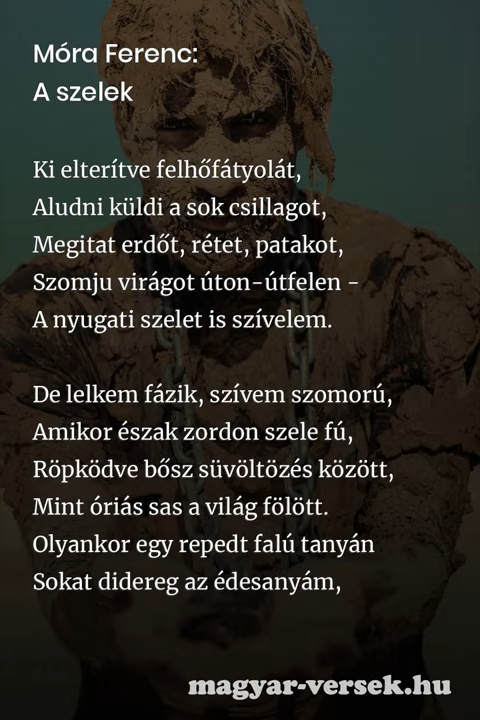 Móra Ferenc:
A szelek
Ki elterítve felhőfátyolát,
Aludni küldi a sok csillagot,
Megitat erdőt, rétet, patakot,
Szomju virágot úton-útfelen -
A nyugati szelet is szívelem.
De lelkem fázik, szívem szomorú,
Amikor észak zordon szele fú,
Röpködve bősz süvöltözés között,
Mint óriás sas a világ fölött.
Olyankor egy repedt falú tanyán
Sokat didereg az édesanyám,
magyar-versek.hu